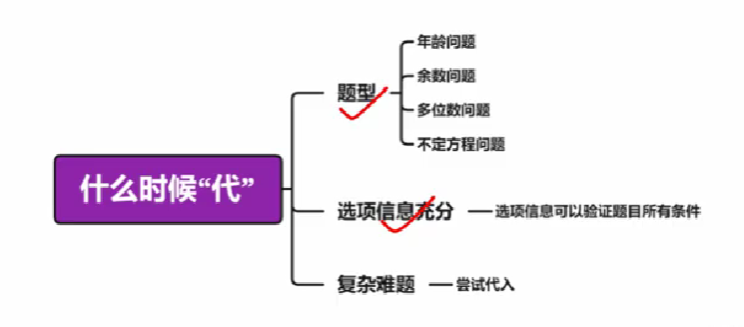 什么时候“代”
题型
年龄问题
余数问题
多位数问题
不定方程问题
选项信息充分
选项信息可以验证题目所有条件
复杂难题
尝试代入